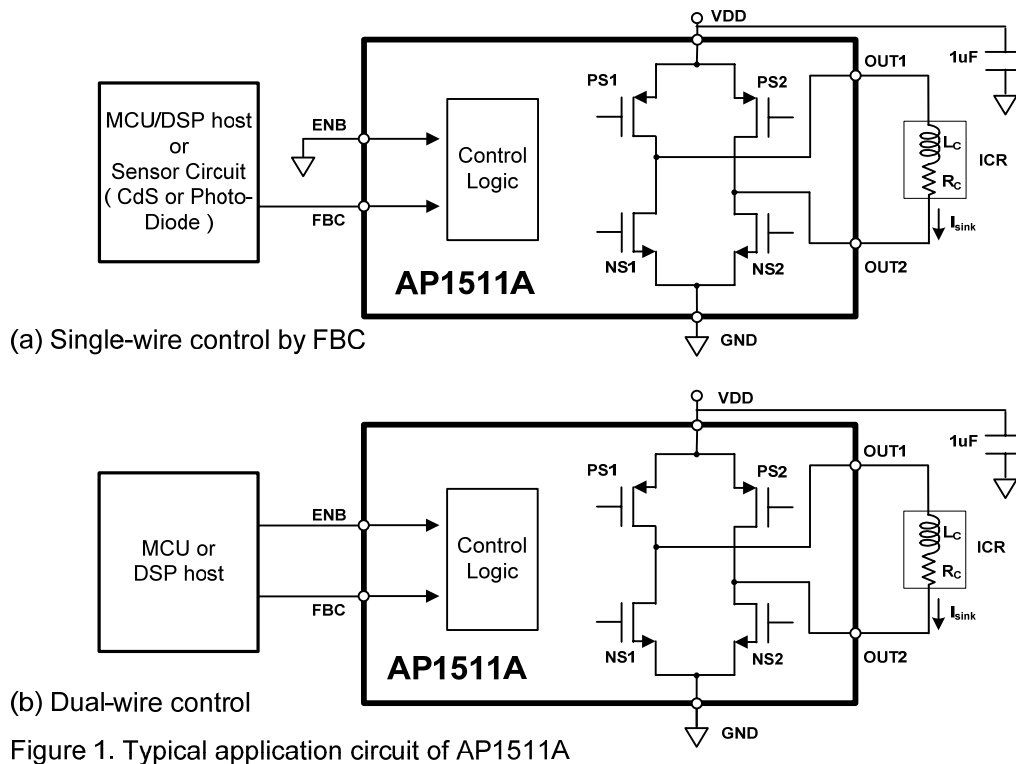 VDD
1uF
OUT1
PS1
PS2
MCU/DSP host
or
Sensor Circuit
( CdS or Photo-
Diode )
ENB
FBC
Control
Logic
LC
RC
ICR
Isink
NS1
NS2
OUT2
AP1511A
GND
(a) Single-wire control by FBC
VDD
1uF
OUT1
PS1
PS2
MCU or
DSP host
ENB
FBC
Control
Logic
LC
RC
ICR
Isink
NS1
NS2
OUT2
AP1511A
GND
(b) Dual-wire control
Figure 1. Typical application circuit of AP1511A